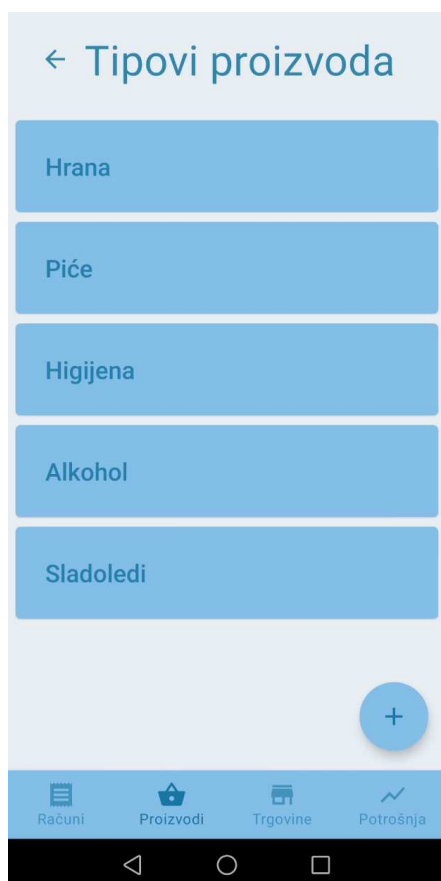 Tipovi proizvoda
Hrana
Piće
Higijena
Alkohol
Sladoledi
Računi
Proizvodi
Trgovine
Potrošnja